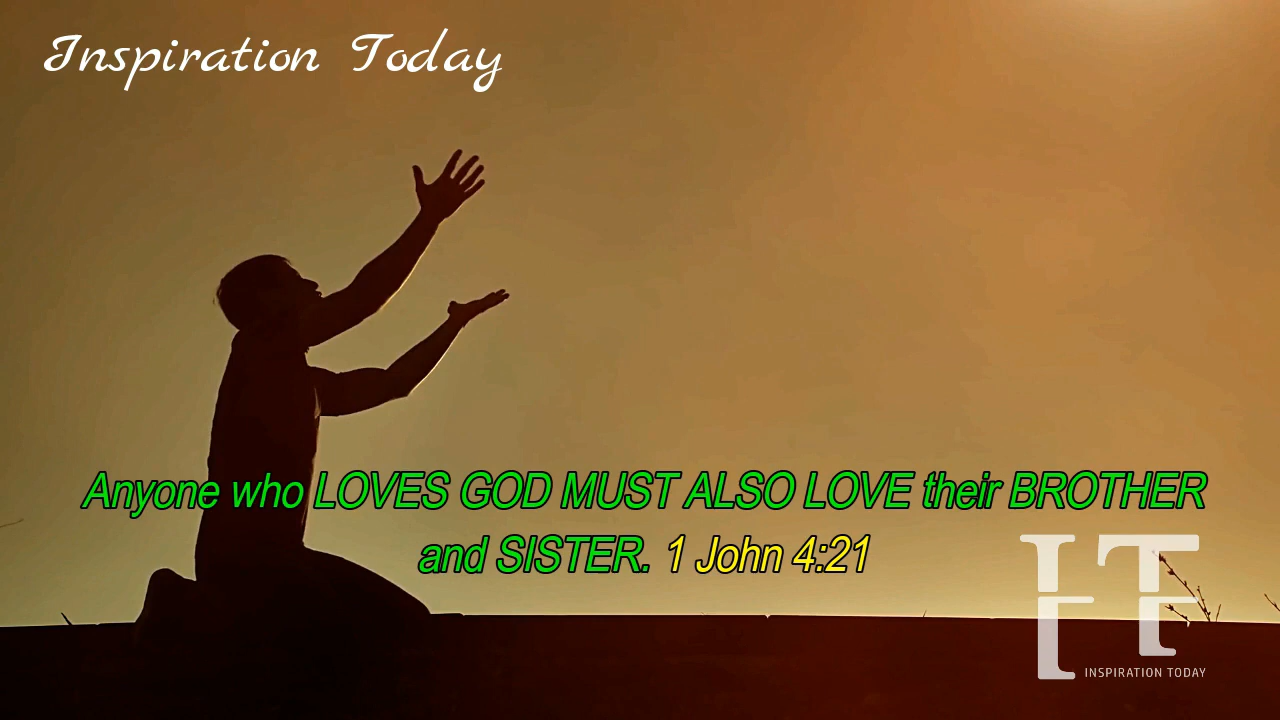 Inspiration Today
Anyone who LOVES GOD MUST ALSO LOVE their BROTHER
and SISTER. 1 John 4:21
IT
INSPIRATION TODAY